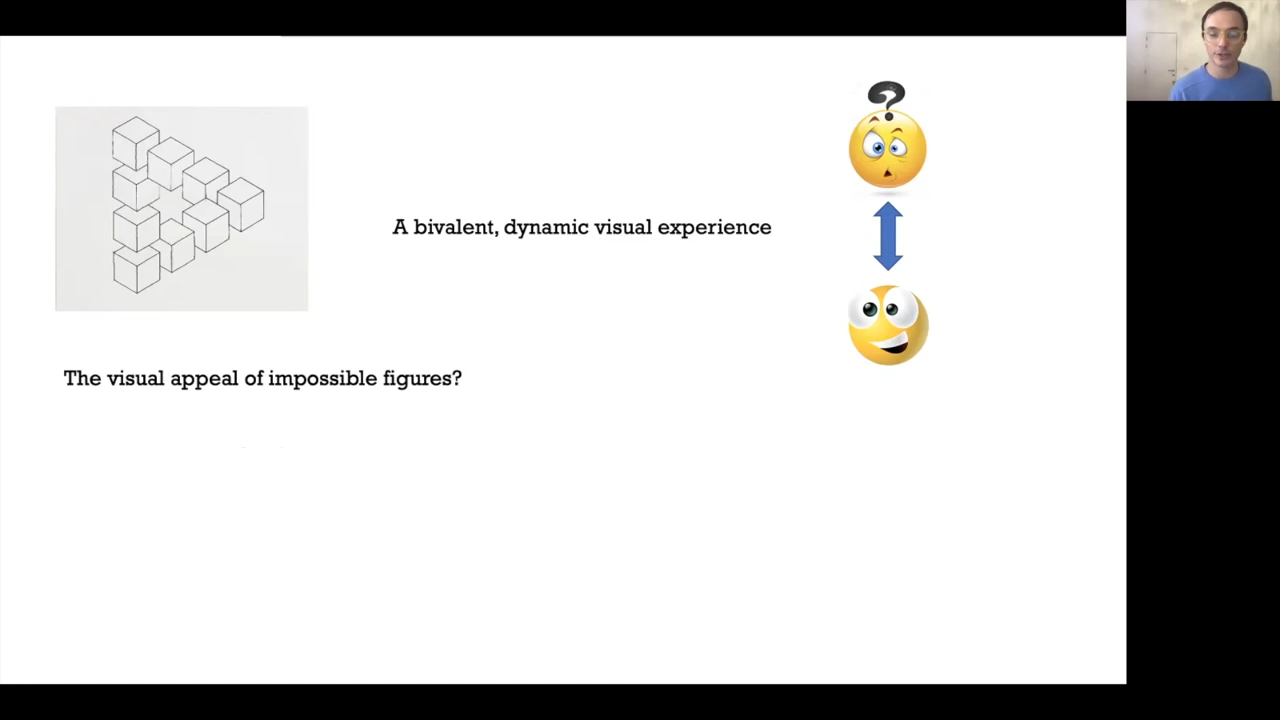 ?
A bivalent, dynamic visual experience
The visual appeal of impossible figures?